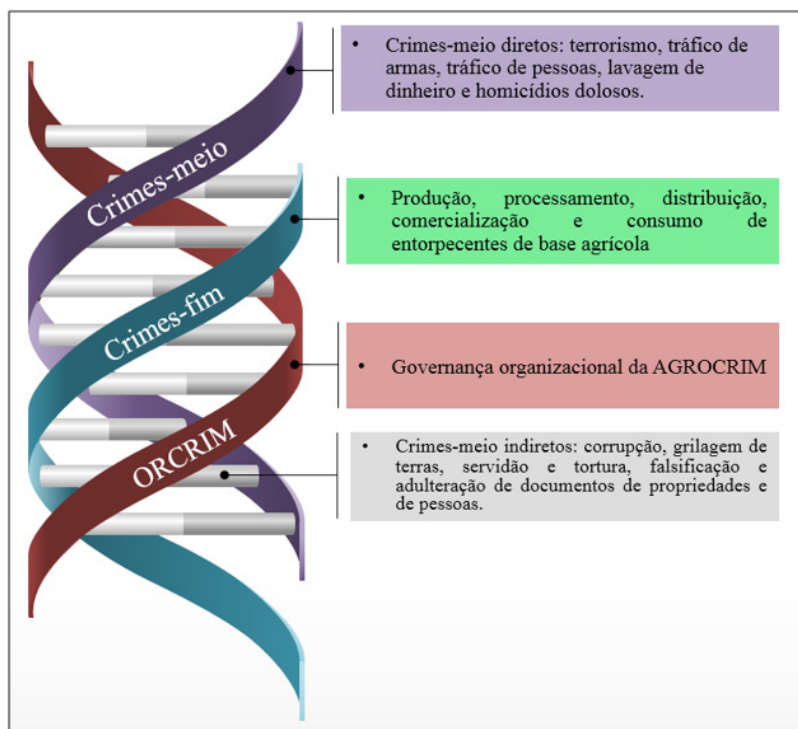 • Crimes-meio diretos: terrorismo, tráfico de
armas, tráfico de pessoas, lavagem de
dinheiro e homicídios dolosos.
Crimes-meio
• Produção, processamento, distribuição,
comercialização e consumo de
entorpecentes de base agrícola
Crimes-fim
• Governança organizacional da AGROCRIM
ORCRIM
• Crimes-meio indiretos: corrupção, grilagem de
terras, servidão e tortura, falsificação e
adulteração de documentos de propriedades e
de pessoas.